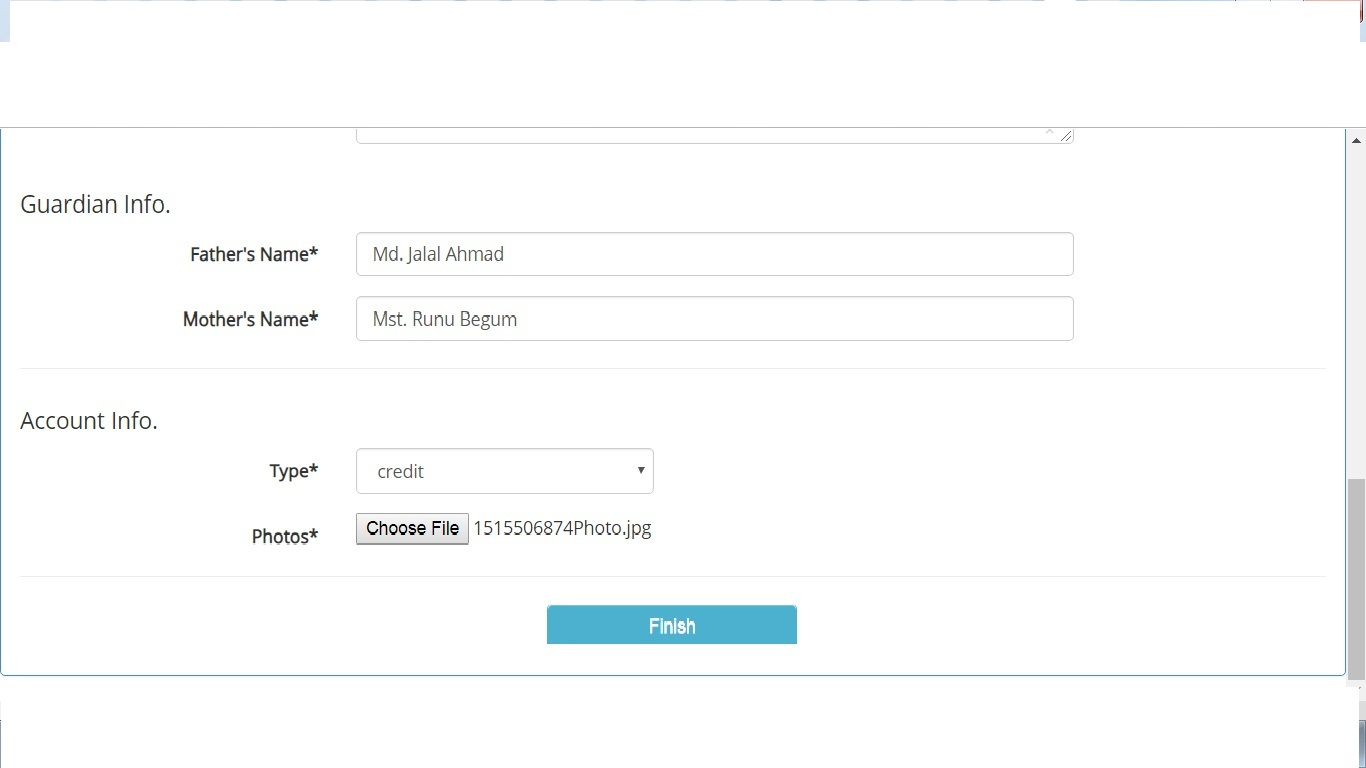 Guardian Info.
Father's Name* Md. Jalal Ahmad
Mother's Name* Mst. Runu Begum
Account Info.
Type* credit
Photos* Choose File 1515506874Photo.jpg
Finish